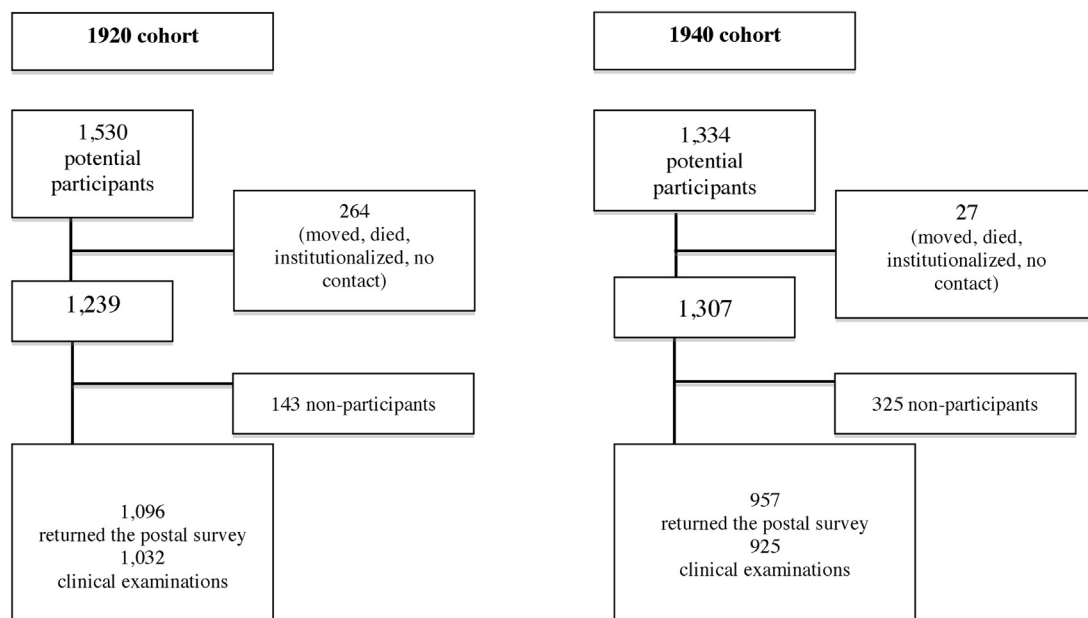 1920 cohort
1,530
potential
participants
264
(moved, died,
institutionalized, no
contact)
1,239
143 non-participants
1,096
returned the postal survey
1,032
clinical examinations
1940 cohort
1,334
potential
participants
27
(moved, died,
institutionalized, no
contact)
1,307
325 non-participants
957
returned the postal survey
925
clinical examinations